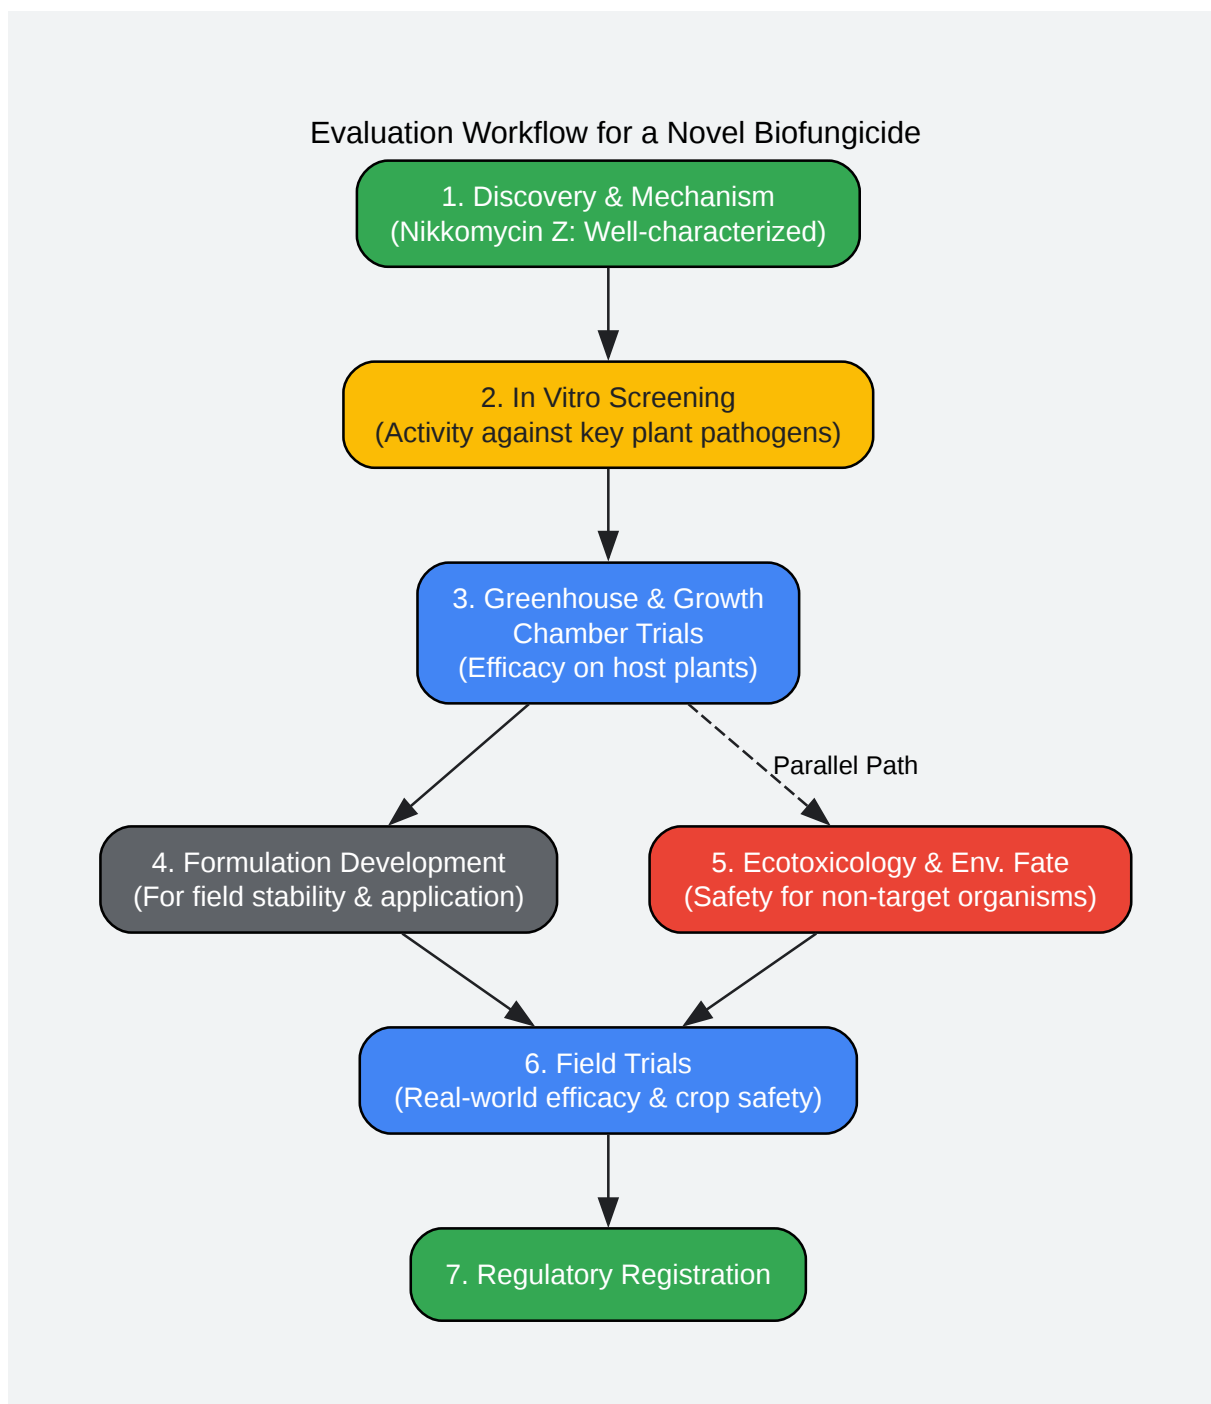 Evaluation Workflow for a Novel Biofungicide
1. Discovery & Mechanism
(Nikkomycin Z: Well-characterized)
2. In Vitro Screening
(Activity against key plant pathogens)
3. Greenhouse & Growth
Chamber Trials
(Efficacy on host plants)
Parallel Path
4. Formulation Development
(For field stability & application)
5. Ecotoxicology & Env. Fate
(Safety for non-target organisms)
6. Field Trials
(Real-world efficacy & crop safety)
7. Regulatory Registration